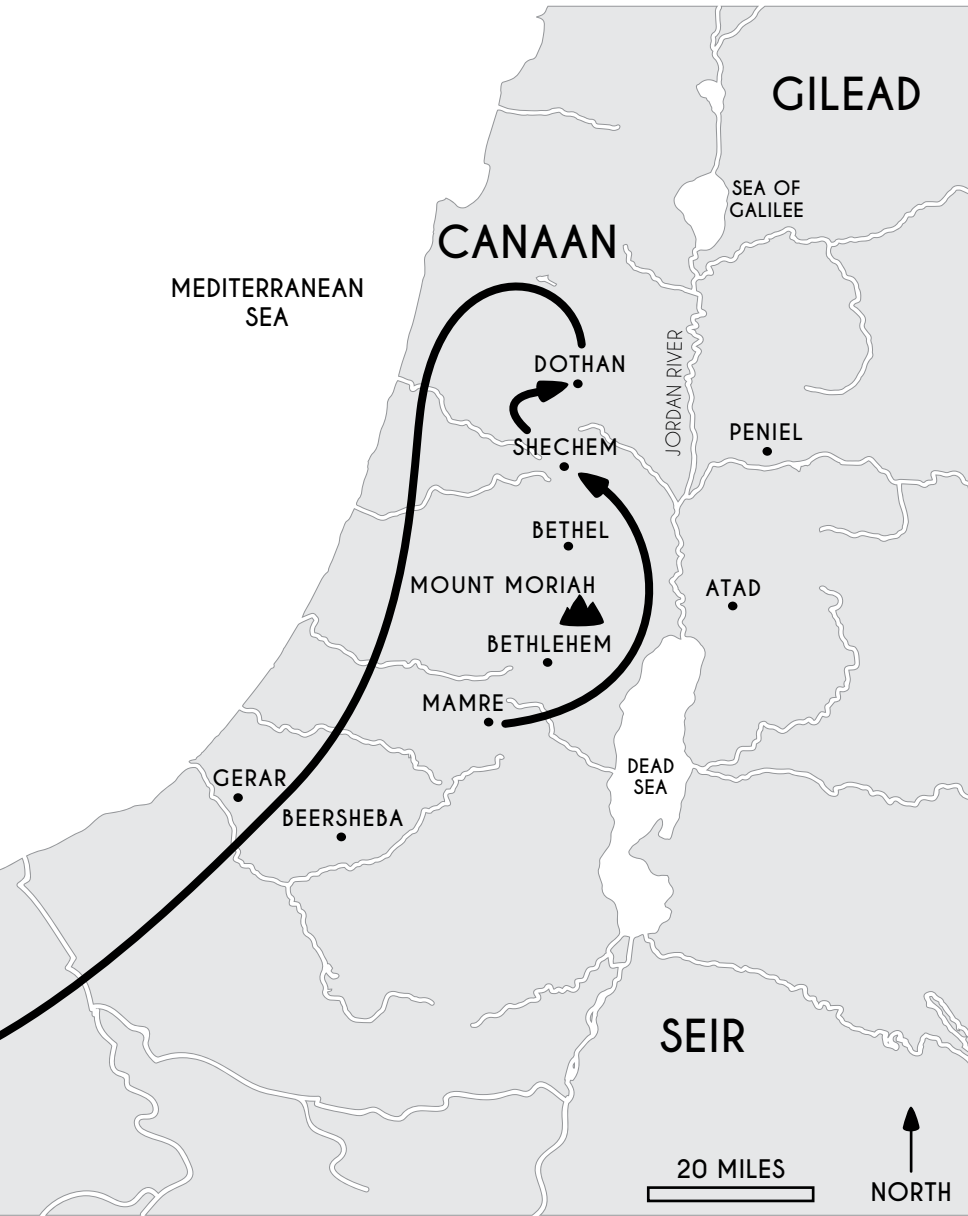 GILEAD
SEA OF
GALILEE
CANAAN
MEDITERRANEAN
SEA
JORDAN RIVER
DOTHAN
PENIEL
SHECHEM
BETHEL
MOUNT MORIAH
ATAD
BETHLEHEM
MAMRE
DEAD
SEA
GERAR
BEERSHEBA
SEIR
20 MILES
NORTH